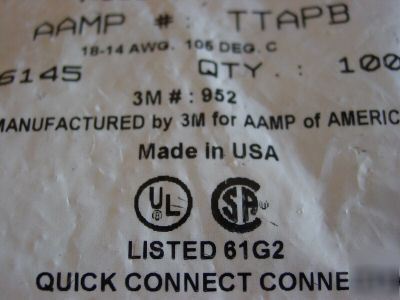 AAMP #: TTAPB
18-14 AWG. 105 DEG. C
6145 QTY.: 100
3M #: 952
MANUFACTURED by 3M for AAMP of AMERIC
Made in USA
UL ® SA
LISTED 61G2
QUICK CONNECT CONNE